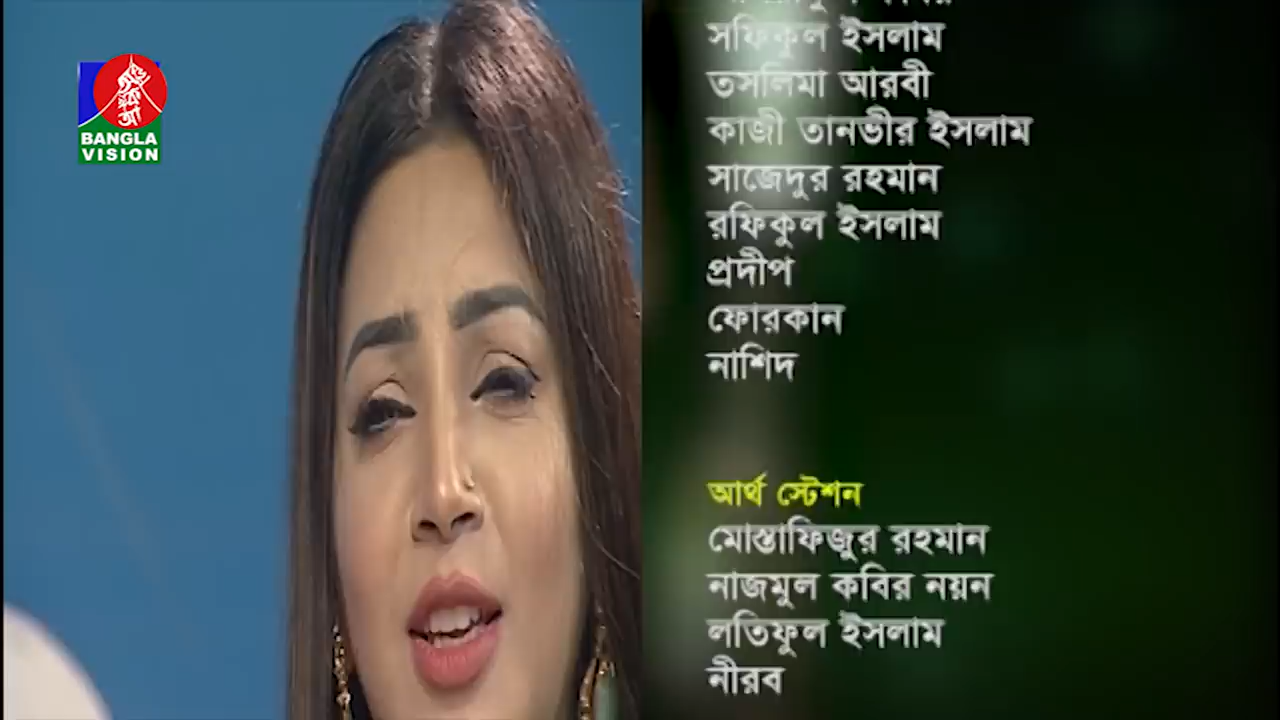 BANGLA
VISION
সফিকুল ইসলাম
তসলিমা আরবী
কাজী তানভীর ইসলাম
সাজেদুর রহমান
রফিকুল ইসলাম
প্রদীপ
ফোরকান
নাশিদ
আর্থ স্টেশন
মোস্তাফিজুর রহমান
নাজমুল কবির নয়ন
লতিফুল ইসলাম
নীরব